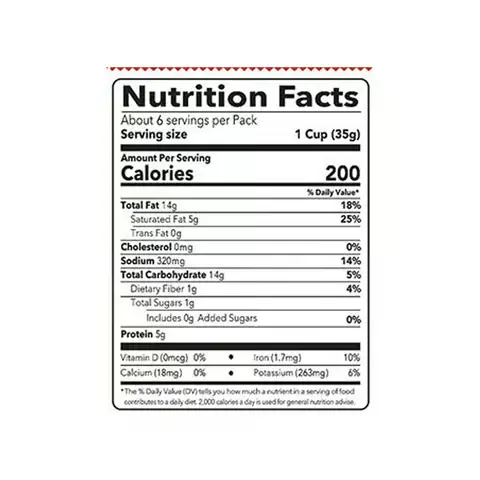 Nutrition Facts
About 6 servings per Pack
Serving size 1 Cup (35g)
Amount Per Serving
Calories 200
% Daily Value*
Total Fat 14g 18%
Saturated Fat 5g 25%
Trans Fat 0g
Cholesterol 0mg 0%
Sodium 320mg 14%
Total Carbohydrate 14g 5%
Dietary Fiber 1g 4%
Total Sugars 1g
Includes 0g Added Sugars 0%
Protein 5g
Vitamin D (0mcg) 0% • Iron (1.7mg) 10%
Calcium (18mg) 0% • Potassium (263mg) 6%
*The % Daily Value (DV) tells you how much a nutrient in a serving of food
contributes to a daily diet. 2,000 calories a day is used for general nutrition advise.